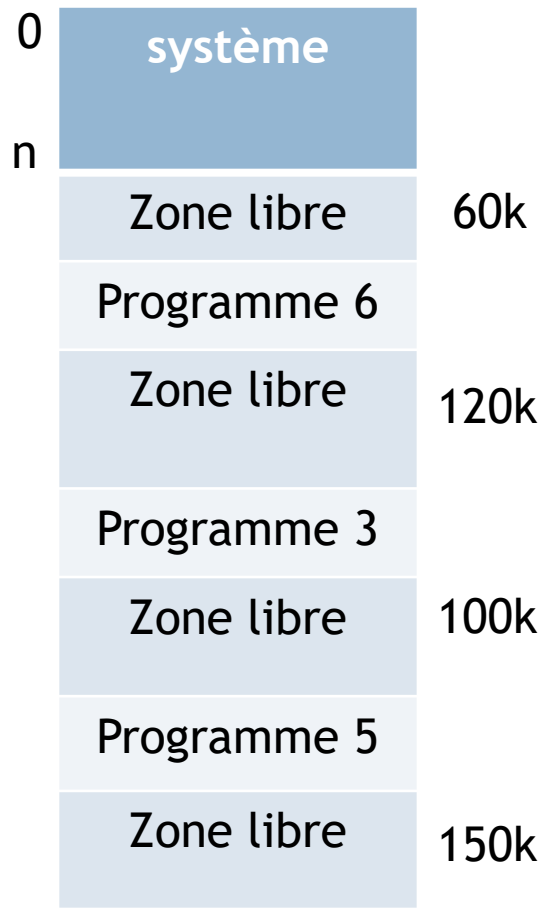 0
système
n
Zone libre 60k
Programme 6
Zone libre
120k
Programme 3
Zone libre 100k
Programme 5
Zone libre
150k